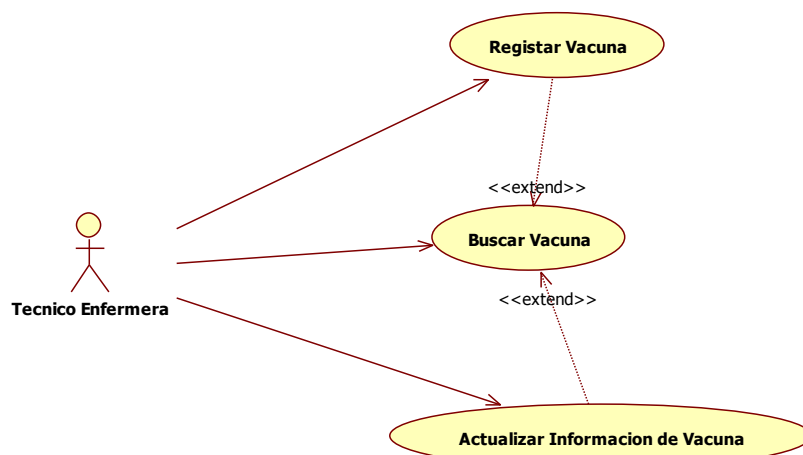 Registar Vacuna
<<extend>>
Buscar Vacuna
<<extend>>
Tecnico Enfermera
Actualizar Informacion de Vacuna